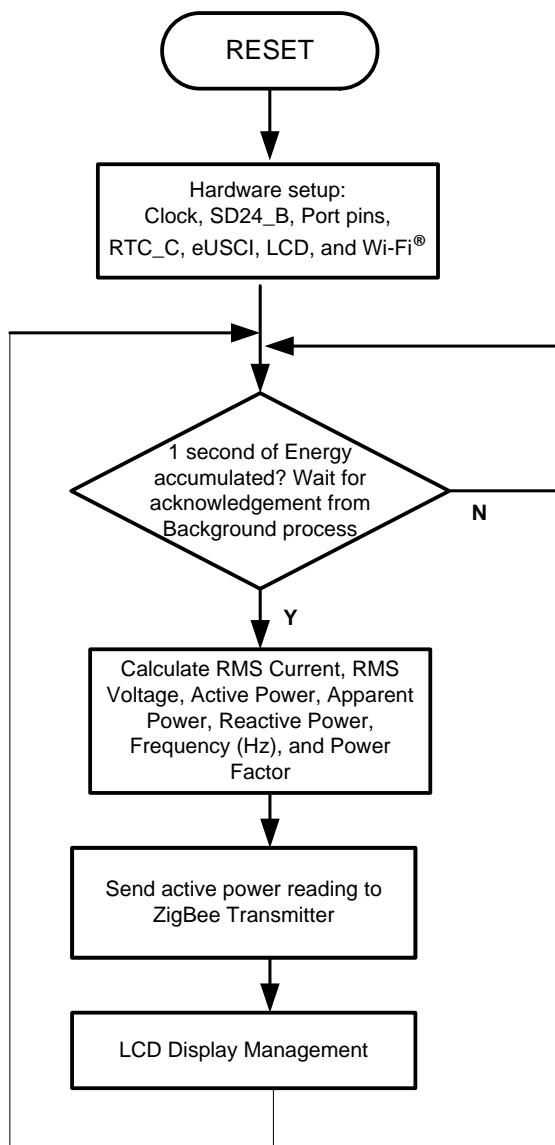 RESET
Hardware setup:
Clock, SD24_B, Port pins,
RTC_C, eUSCI, LCD, and Wi-Fi®
1 second of Energy
accumulated? Wait for
acknowledgement from
Background process
N
Y
Calculate RMS Current, RMS
Voltage, Active Power, Apparent
Power, Reactive Power,
Frequency (Hz), and Power
Factor
Send active power reading to
ZigBee Transmitter
LCD Display Management